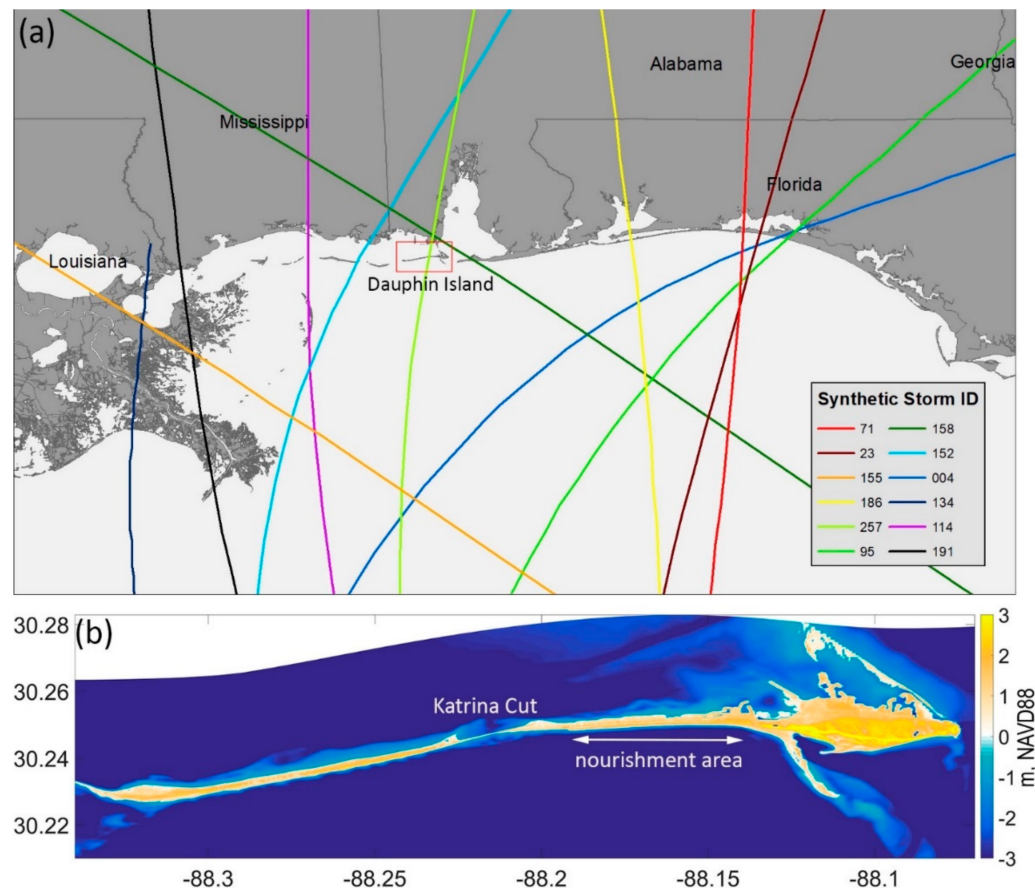 (a)
Alabama
Georgia
Mississippi
Florida
Louisiana
Dauphin Island
Synthetic Storm ID
71 158
23 152
155 004
186 134
257 114
95 191
(b)
30.28
30.26
30.24
30.22
Katrina Cut
nourishment area
3
2
1
0
-1
-2
-3
m, NAVD88
-88.3 -88.25 -88.2 -88.15 -88.1